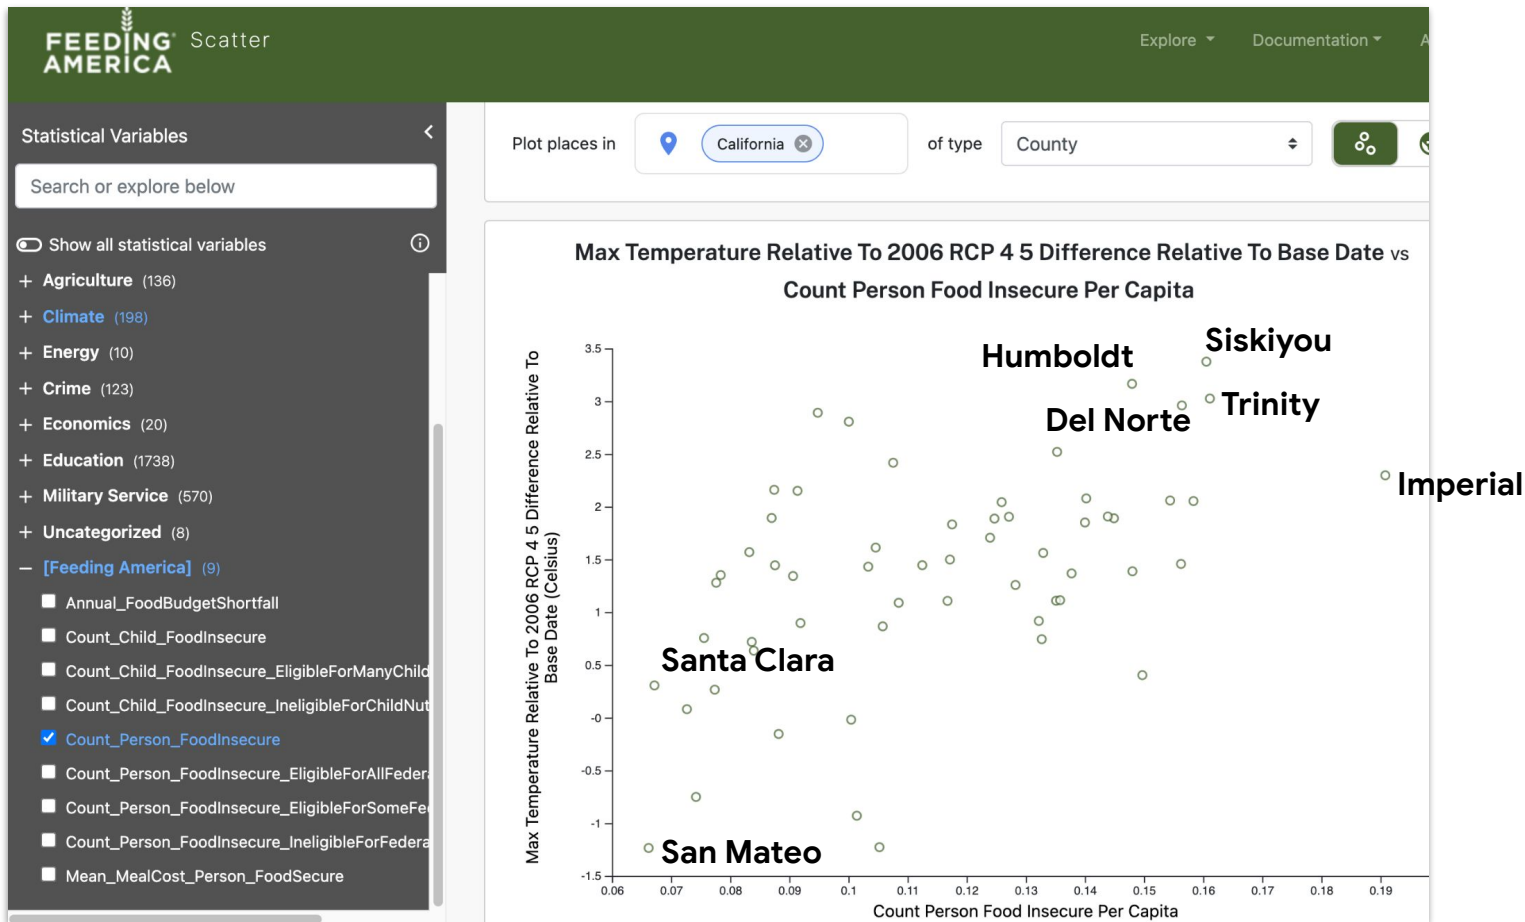 FEEDING
AMERICA
Scatter
Explore
Documentation
A
Statistical Variables
Search or explore below
Show all statistical variables
+ Agriculture (136)
+ Climate (198)
+ Energy (10)
+ Crime (123)
+ Economics (20)
+ Education (1738)
+ Military Service (570)
+ Uncategorized (8)
– [Feeding America] (9)
Annual_FoodBudgetShortfall
Count_Child_FoodInsecure
Count_Child_FoodInsecure_EligibleForManyChild
Count_Child_FoodInsecure_IneligibleForChildNut
Count_Person_FoodInsecure
Count_Person_FoodInsecure_EligibleForAllFeder
Count_Person_FoodInsecure_EligibleForSomeFe
Count_Person_FoodInsecure_IneligibleForFedera
Mean_MealCost_Person_FoodSecure
Plot places in
California
of type
County
Max Temperature Relative To 2006 RCP 4 5 Difference Relative To Base Date vs
Count Person Food Insecure Per Capita
Max Temperature Relative To 2006 RCP 4 5 Difference Relative To
Base Date (Celsius)
3.5
3
2.5
2
1.5
1
0.5
-0
-0.5
-1
-1.5
Humboldt
Siskiyou
Del Norte
Trinity
Imperial
Santa Clara
San Mateo
0.06 0.07 0.08 0.09 0.1 0.11 0.12 0.13 0.14 0.15 0.16 0.17 0.18 0.19
Count Person Food Insecure Per Capita